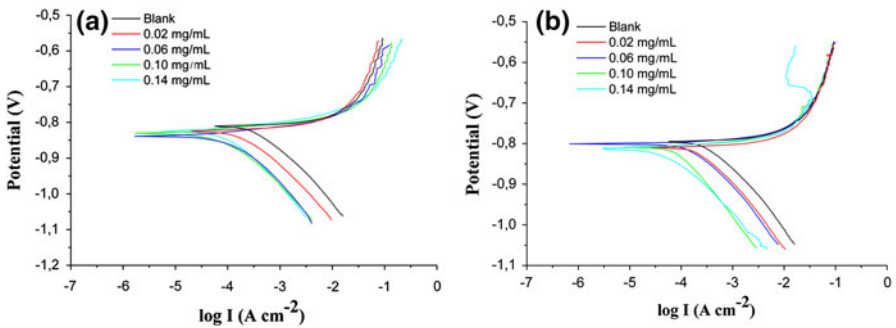 (a)
Blank
0.02 mg/mL
0.06 mg/mL
0.10 mg/mL
0.14 mg/mL
-0,5
-0,6
-0,7
-0,8
-0,9
-1,0
-1,1
-1,2
Potential (V)
-7 -6 -5 -4 -3 -2 -1 0
log I (A cm⁻²)
(b)
Blank
0.02 mg/mL
0.06 mg/mL
0.10 mg/mL
0.14 mg/mL
-0,5
-0,6
-0,7
-0,8
-0,9
-1,0
-1,1
Potential (V)
-7 -6 -5 -4 -3 -2 -1 0
log I (A cm⁻²)